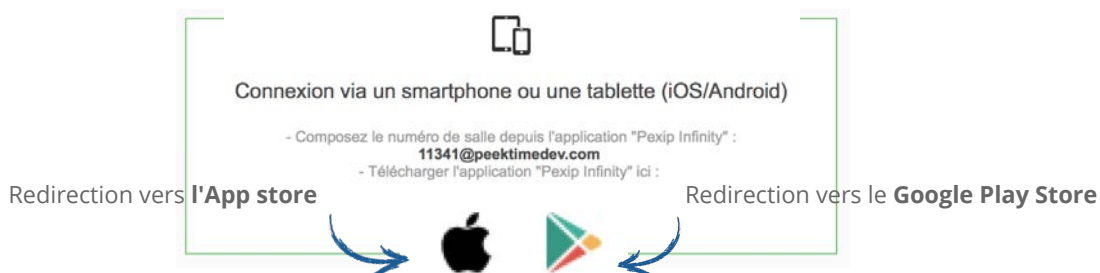 Connexion via un smartphone ou une tablette (iOS/Android)
- Composez le numéro de salle depuis l'application "Pexip Infinity" :
11341@peektimedev.com
- Télécharger l'application "Pexip Infinity" ici :
Redirection vers l'App store
Redirection vers le Google Play Store